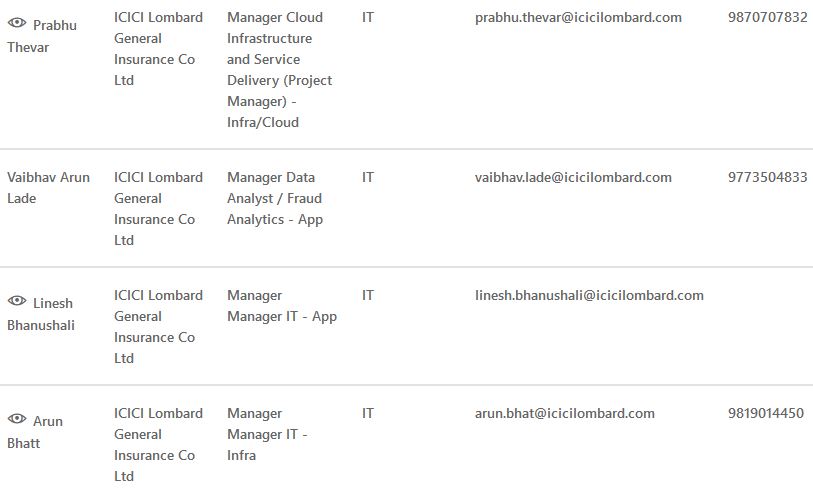 Prabhu Thevar
ICICI Lombard General Insurance Co Ltd
Manager Cloud Infrastructure and Service Delivery (Project Manager) - Infra/Cloud
IT
prabhu.thevar@icicilombard.com
9870707832
Vaibhav Arun Lade
ICICI Lombard General Insurance Co Ltd
Manager Data Analyst / Fraud Analytics - App
IT
vaibhav.lade@icicilombard.com
9773504833
Linesh Bhanushali
ICICI Lombard General Insurance Co Ltd
Manager Manager IT - App
IT
linesh.bhanushali@icicilombard.com
Arun Bhatt
ICICI Lombard General Insurance Co Ltd
Manager Manager IT - Infra
IT
arun.bhat@icicilombard.com
9819014450